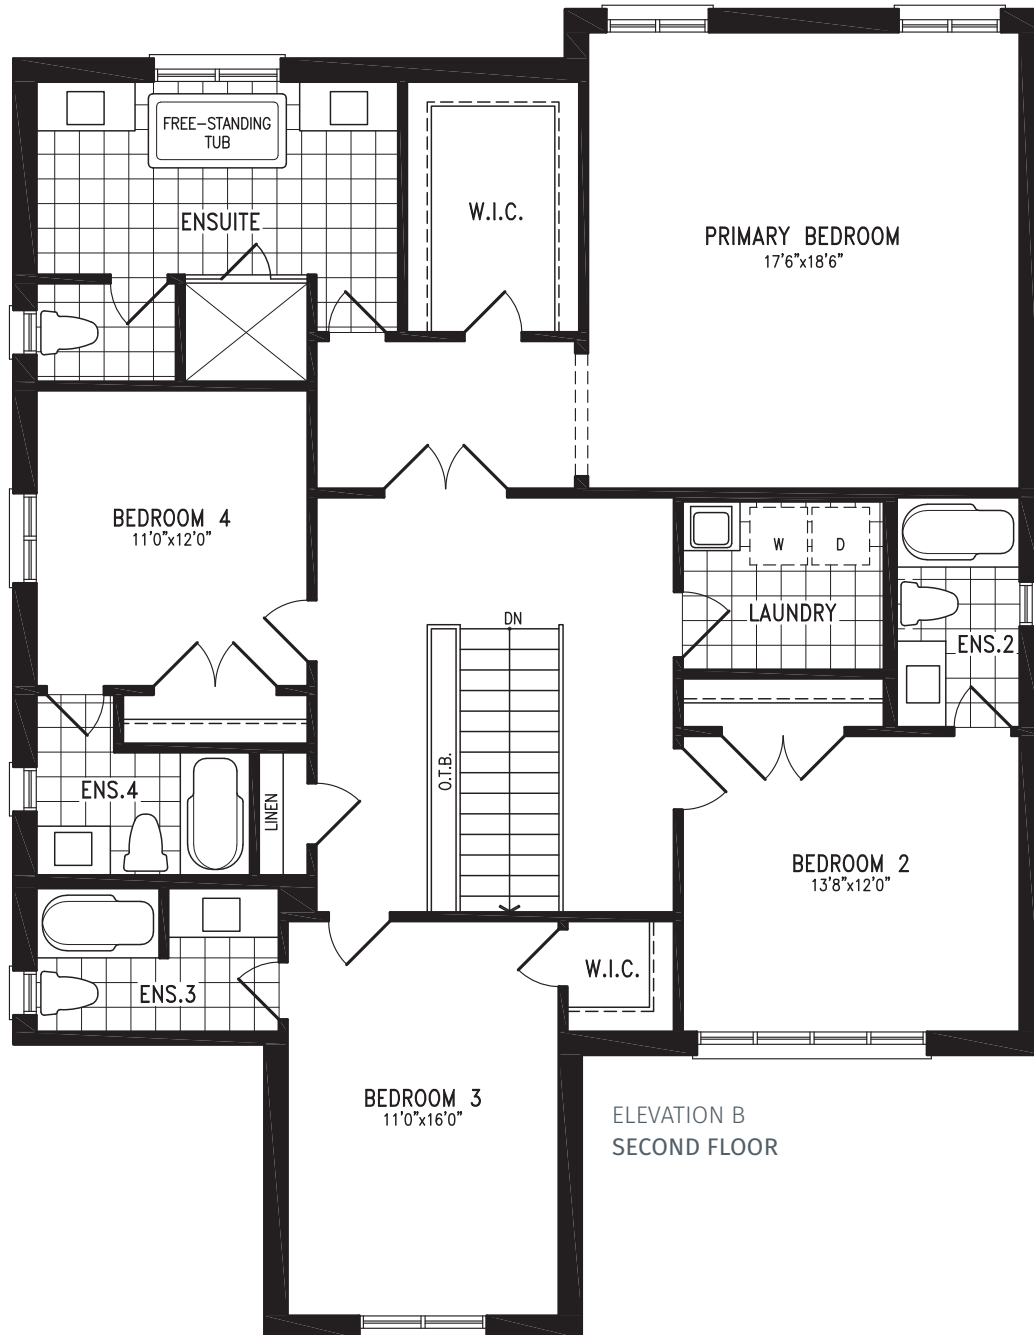 FREE-STANDING
TUB
ENSUITE
W.I.C.
PRIMARY BEDROOM
17'6"x18'6"
BEDROOM 4
11'0"x12'0"
W
D
LAUNDRY
DN
ENS.2
O.T.B.
ENS.4
LINEN
BEDROOM 2
13'8"x12'0"
W.I.C.
ENS.3
BEDROOM 3
11'0"x16'0"
ELEVATION B
SECOND FLOOR